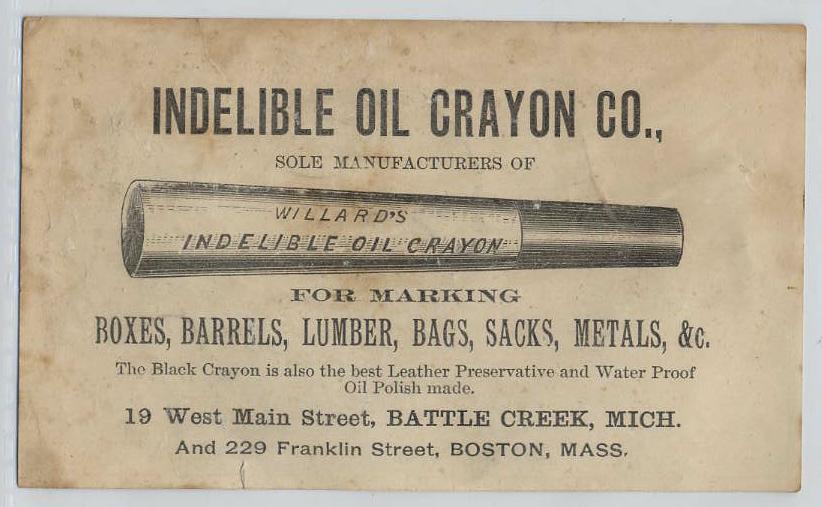 INDELIBLE OIL CRAYON CO.,
SOLE MANUFACTURERS OF
WILLARD'S
INDELIBLE OIL CRAYON
FOR MARKING
BOXES, BARRELS, LUMBER, BAGS, SACKS, METALS, &c.
The Black Crayon is also the best Leather Preservative and Water Proof
Oil Polish made.
19 West Main Street, BATTLE CREEK, MICH.
And 229 Franklin Street, BOSTON, MASS.